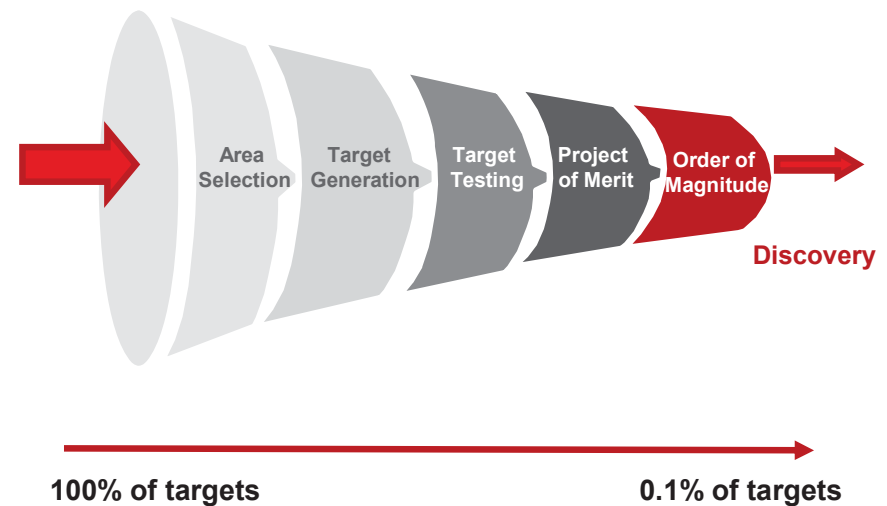 Area
Selection
Target
Generation
Target
Testing
Project
of Merit
Order of
Magnitude
Discovery
100% of targets
0.1% of targets